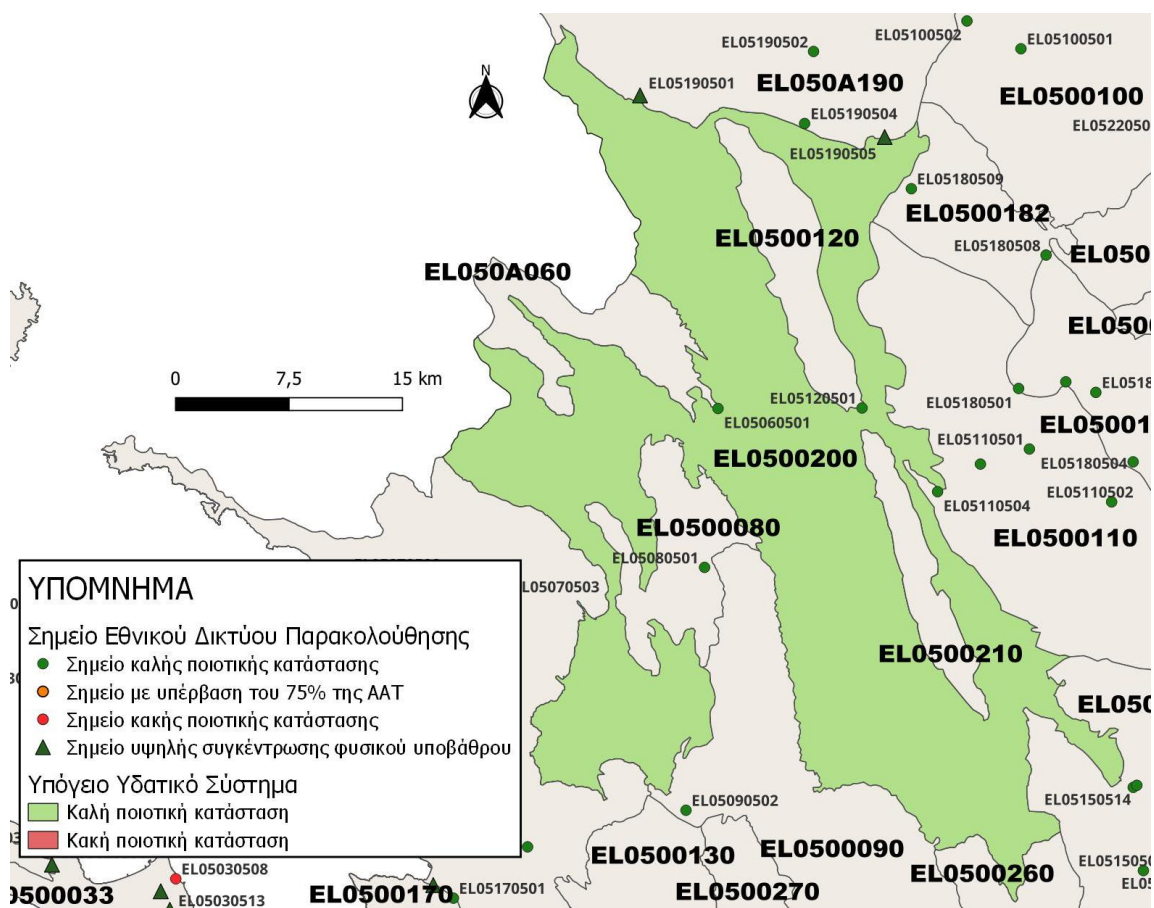 EL05190502
EL05100502
EL05100501
EL05190501
EL050A190
EL0500100
EL05190504
EL0522050
EL05190505
EL05180509
EL0500182
EL0500120
EL05180508
EL050
EL050A060
N
0 7,5 15 km
EL0518
EL05120501
EL05180501
EL05060501
EL05001
EL05110501
EL0500200
EL05180504
EL05110502
EL05110504
EL0500080
EL0500110
EL05080501
EL05070503
ΥΠΟΜΝΗΜΑ
Σημείο Εθνικού Δικτύου Παρακολούθησης
Σημείο καλής ποιοτικής κατάστασης
Σημείο με υπέρβαση του 75% της ΑΑΤ
Σημείο κακής ποιοτικής κατάστασης
Σημείο υψηλής συγκέντρωσης φυσικού υποβάθρου
Υπόγειο Υδατικό Σύστημα
Καλή ποιοτική κατάσταση
Κακή ποιοτική κατάσταση
EL0500210
EL050
EL05150514
EL05090502
EL0500130
EL0500090
EL0500260
EL0515050
EL05
EL0500270
EL05030508
EL05030513
0500033
EL0500170
EL05170501